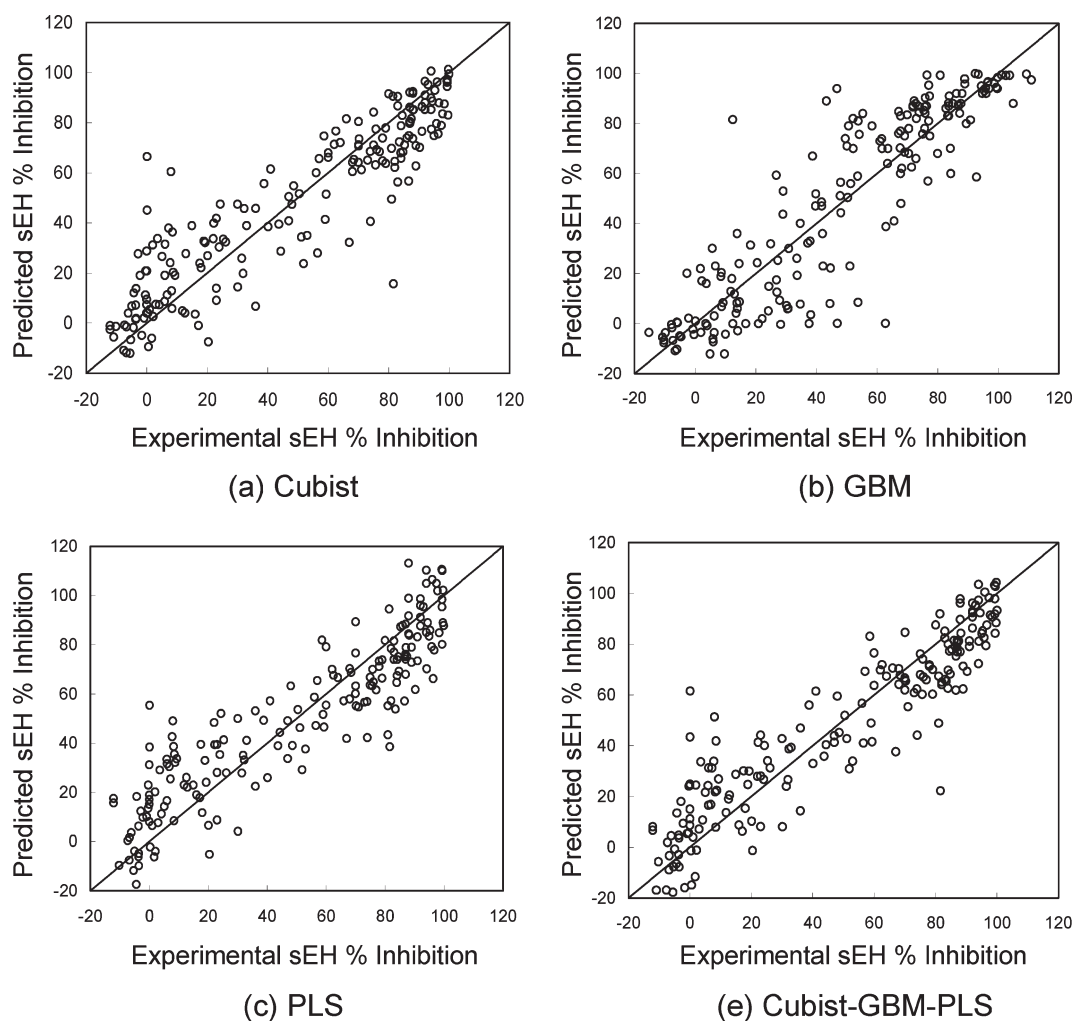 120
100
80
60
40
20
0
-20
-20 0 20 40 60 80 100 120
Predicted sEH % Inhibition
Experimental sEH % Inhibition
(a) Cubist
120
100
80
60
40
20
0
-20
-20 0 20 40 60 80 100 120
Predicted sEH % Inhibition
Experimental sEH % Inhibition
(b) GBM
120
100
80
60
40
20
0
-20
-20 0 20 40 60 80 100 120
Predicted sEH % Inhibition
Experimental sEH % Inhibition
(c) PLS
120
100
80
60
40
20
0
-20
-20 0 20 40 60 80 100 120
Predicted sEH % Inhibition
Experimental sEH % Inhibition
(e) Cubist-GBM-PLS